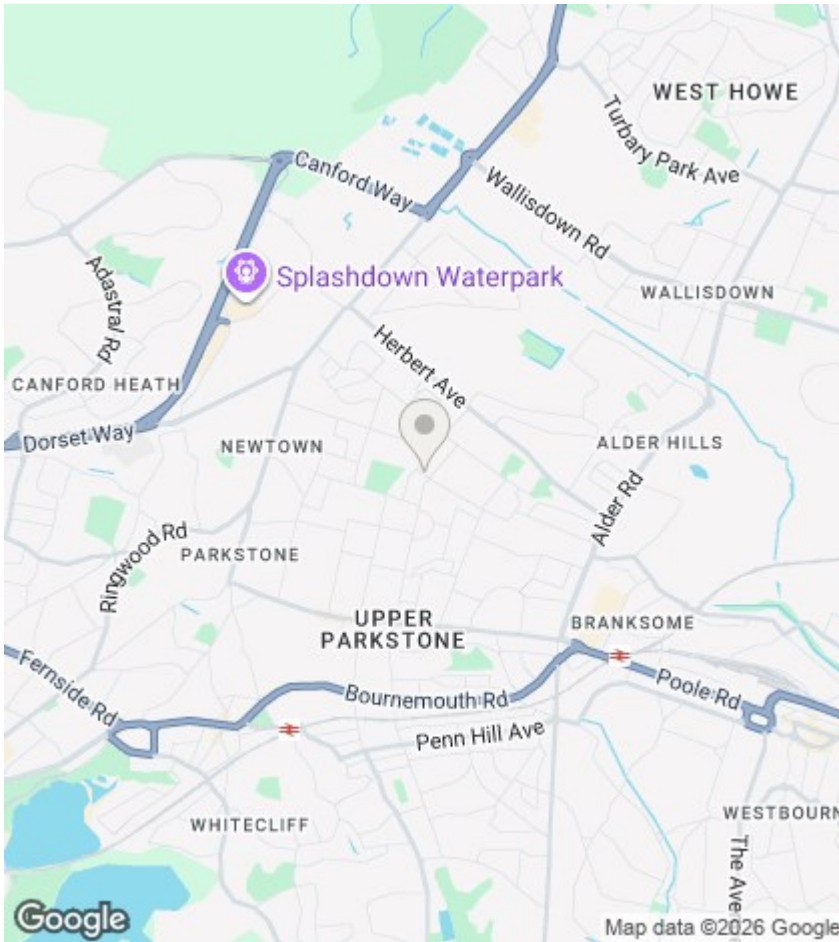 WEST HOWE
Turbary Park Ave
Canford Way
Wallisdown Rd
Splashdown Waterpark
WALLISDOWN
Adastral Rd
Herbert Ave
CANFORD HEATH
Dorset Way
NEWTOWN
ALDER HILLS
Alder Rd
Ringwood Rd
PARKSTONE
UPPER
PARKSTONE
BRANKSOME
Fernside Rd
Bournemouth Rd
Poole Rd
Penn Hill Ave
WHITECLIFF
WESTBOURN
The Ave
Google
Map data ©2026 Google